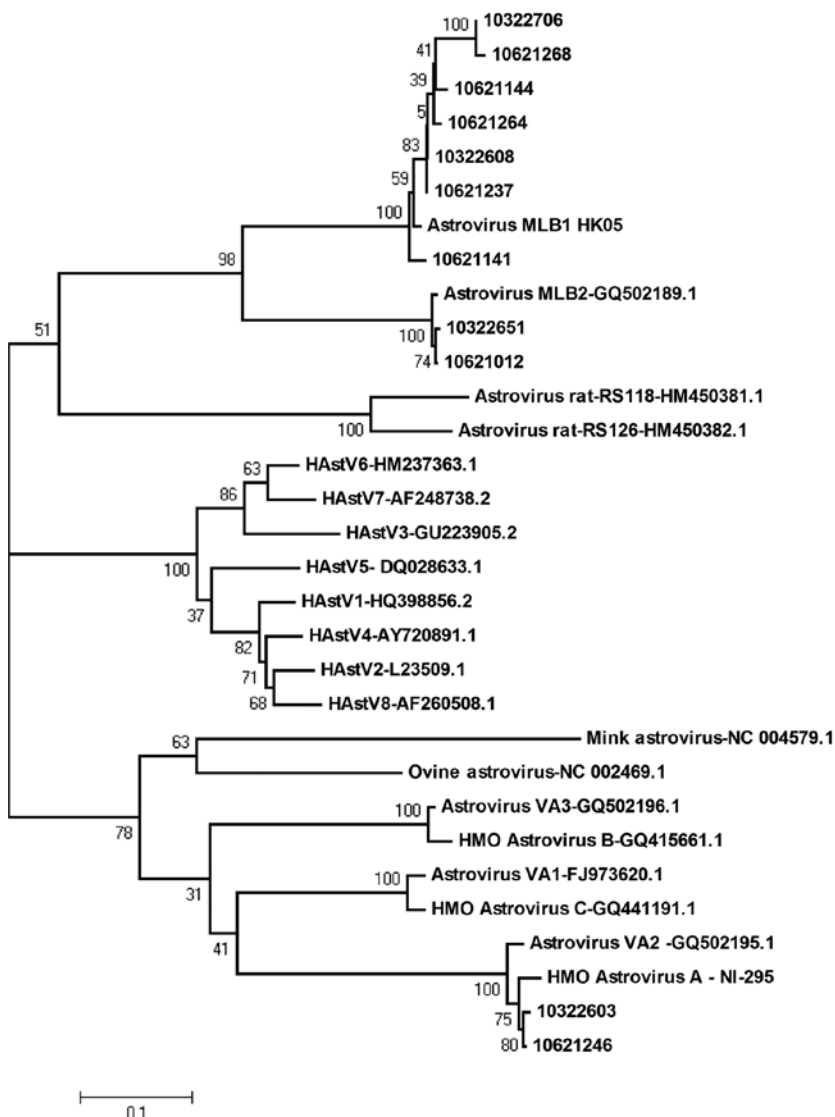 10322706
100
10621268
41
10621144
39
10621264
5
10322608
83
10621237
59
Astrovirus MLB1 HK05
100
10621141
98
Astrovirus MLB2-GQ502189.1
10322651
100
10621012
74
51
Astrovirus rat-RS118-HM450381.1
Astrovirus rat-RS126-HM450382.1
100
HAstV6-HM237363.1
63
HAstV7-AF248738.2
86
HAstV3-GU223905.2
100
HAstV5- DQ028633.1
37
HAstV1-HQ398856.2
82
HAstV4-AY720891.1
71
HAstV2-L23509.1
68
HAstV8-AF260508.1
Mink astrovirus-NC 004579.1
63
Ovine astrovirus-NC 002469.1
78
Astrovirus VA3-GQ502196.1
100
HMO Astrovirus B-GQ415661.1
31
Astrovirus VA1-FJ973620.1
100
HMO Astrovirus C-GQ441191.1
41
Astrovirus VA2 -GQ502195.1
HMO Astrovirus A - NI-295
100
10322603
75
10621246
80
0.1